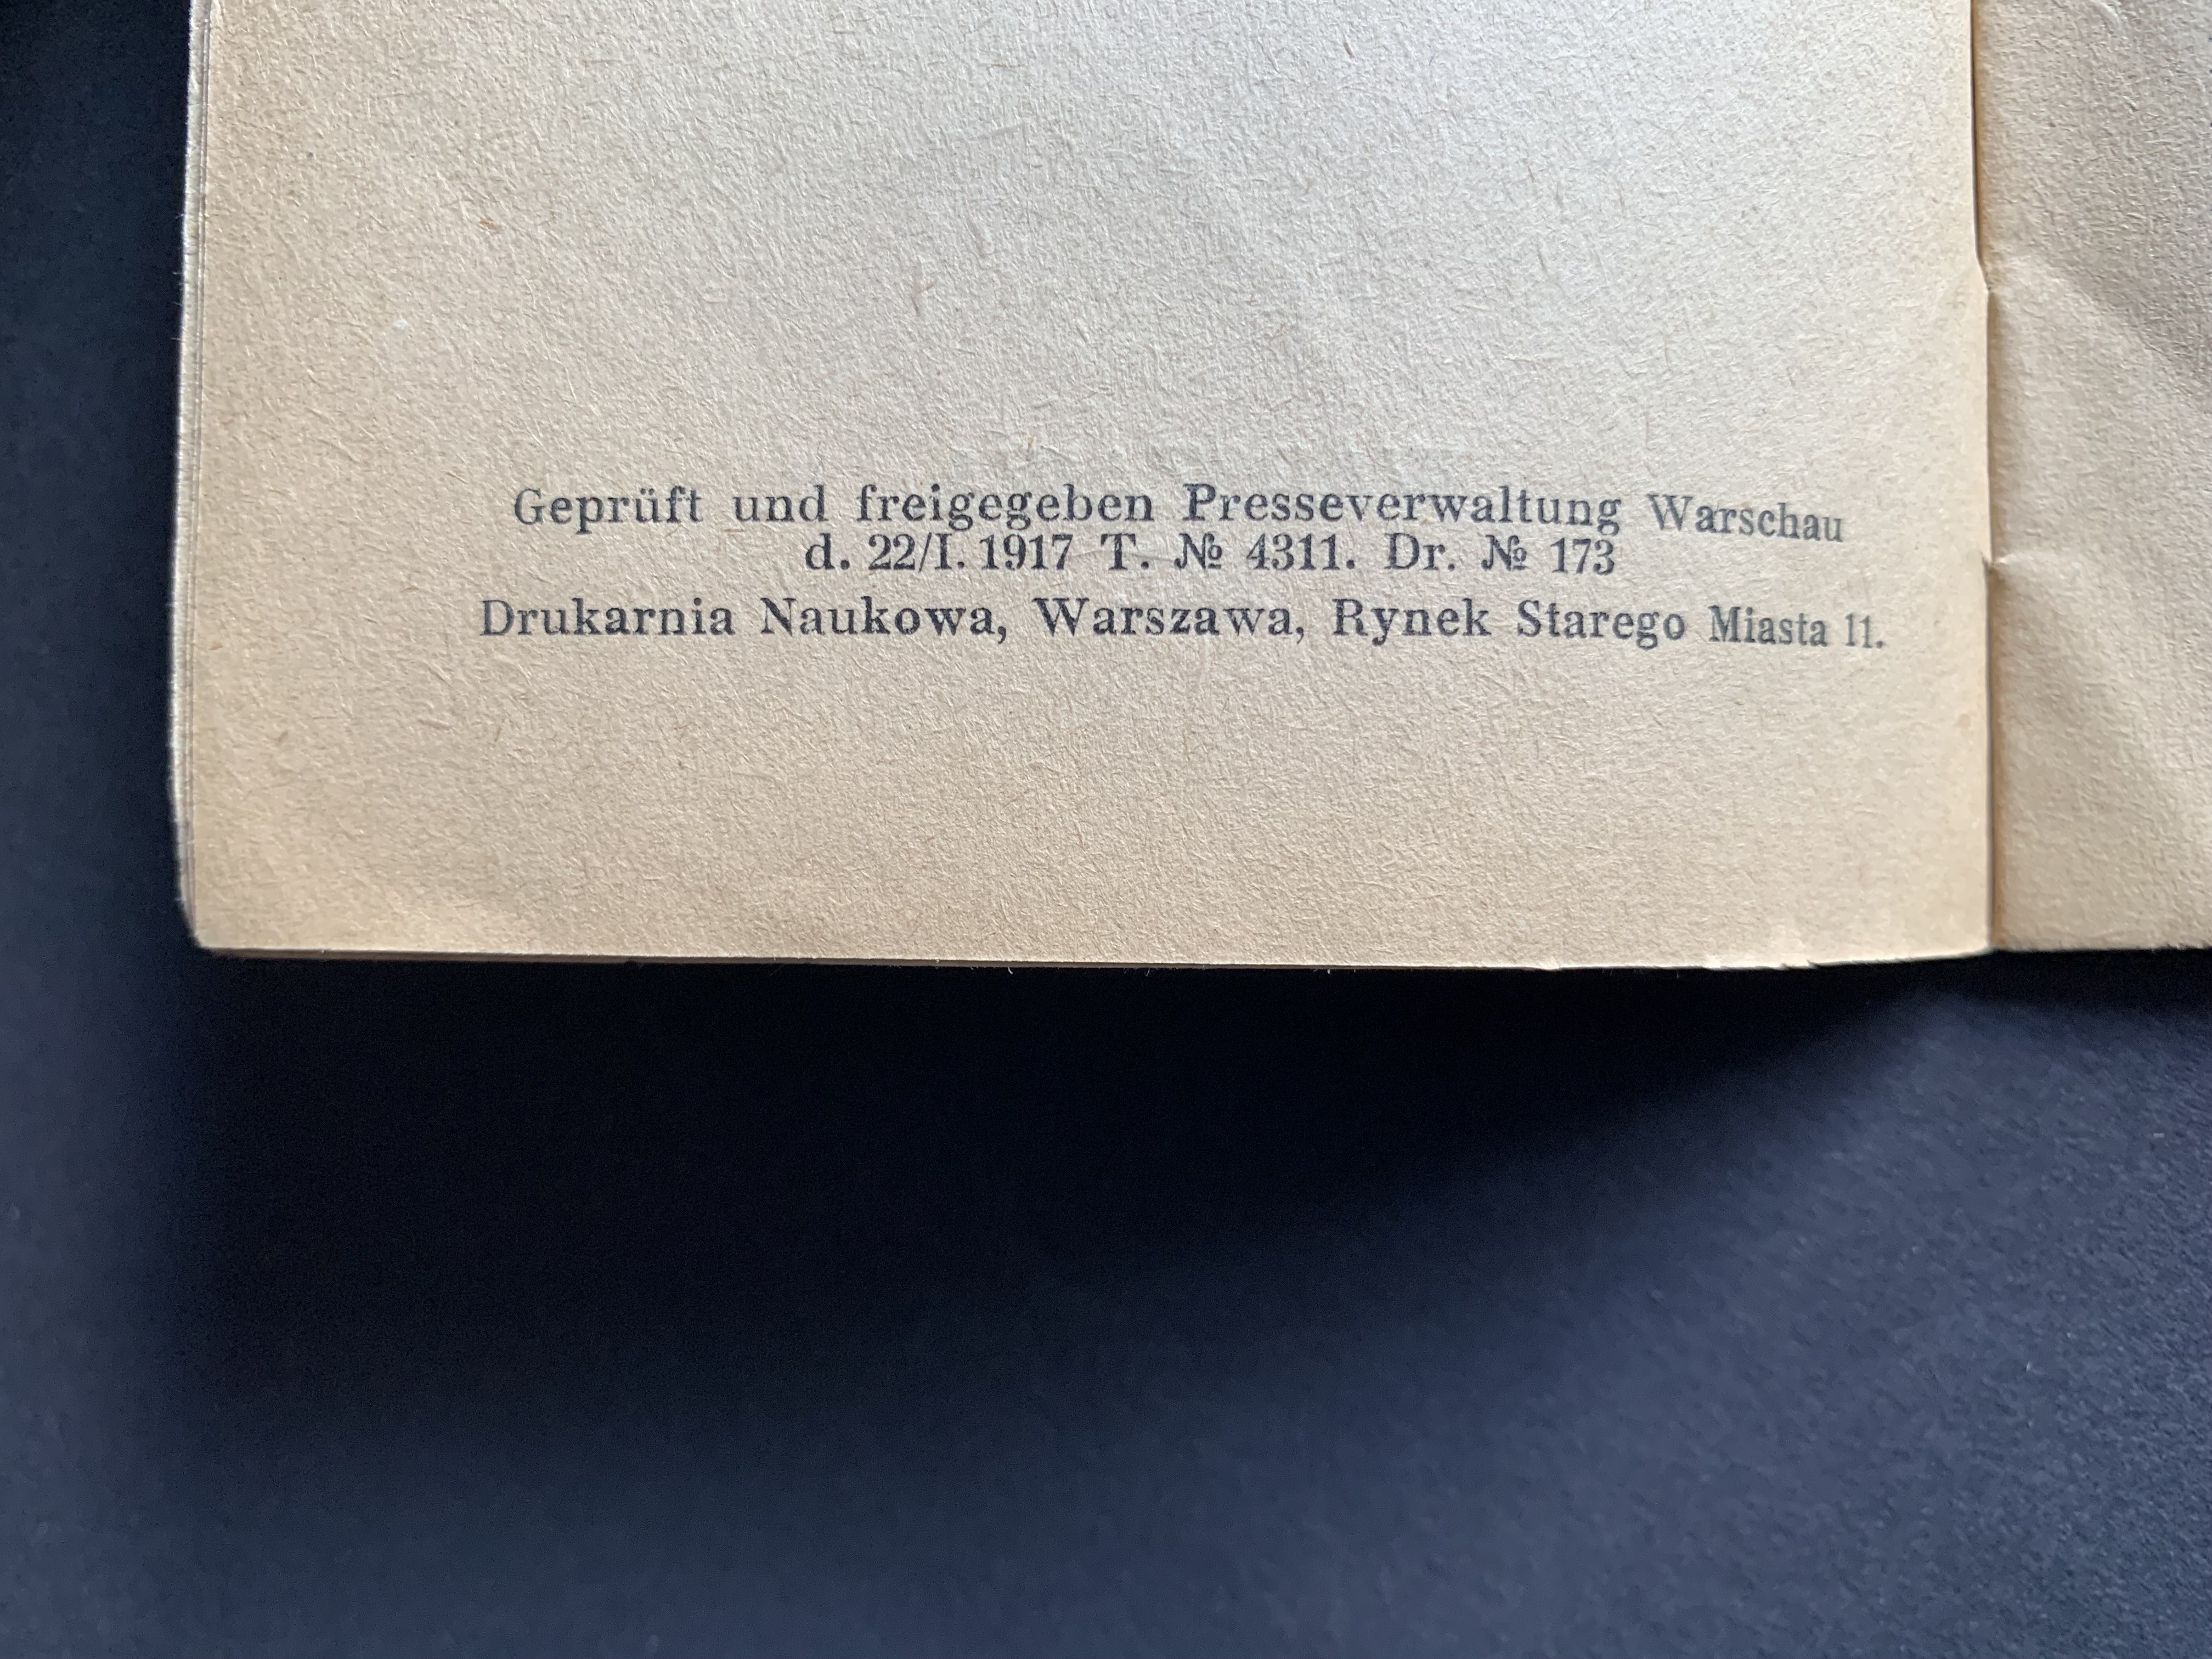 Geprüft und freigegeben Presseverwaltung Warschau
d. 22/I. 1917 T. № 4311. Dr. № 173
Drukarnia Naukowa, Warszawa, Rynek Starego Miasta 11.